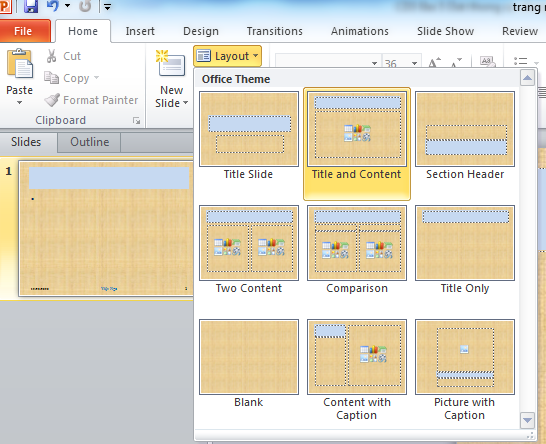 trang
File Home Insert Design Transitions Animations Slide Show Review
Paste
Cut
Copy
Format Painter
Clipboard
New
Slide
Layout
36
A A
Slides Outline
1
Office Theme
Title Slide
Title and Content
Section Header
Two Content
Comparison
Title Only
Blank
Content with
Caption
Picture with
Caption